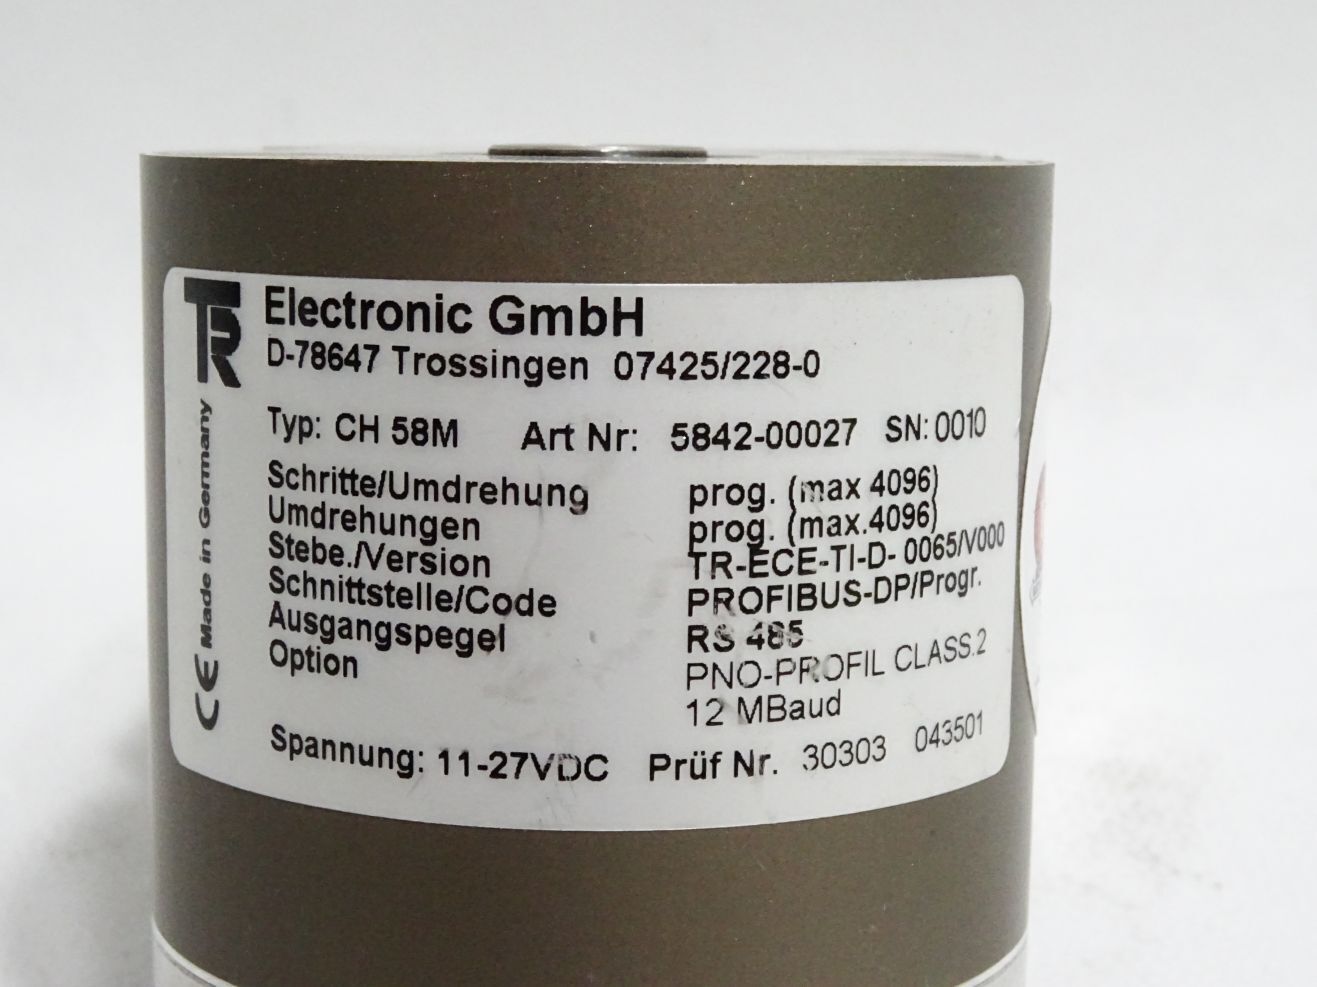 TR Electronic GmbH
D-78647 Trossingen 07425/228-0
Typ: CH 58M Art Nr: 5842-00027 SN: 0010
Schritte/Umdrehung prog. (max 4096)
Umdrehungen prog. (max.4096)
Stebe./Version TR-ECE-TI-D- 0065/V000
Schnittstelle/Code PROFIBUS-DP/Progr.
Ausgangspegel RS 485
Option PNO-PROFIL CLASS.2
12 MBaud
Spannung: 11-27VDC Prüf Nr. 30303 043501
CE Made in Germany